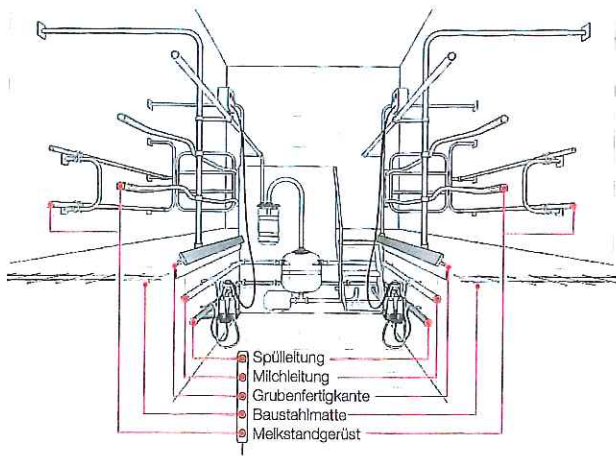 Spülleitung
Milchleitung
Grubenfertigkante
Baustahlmatte
Melkstandgerüst